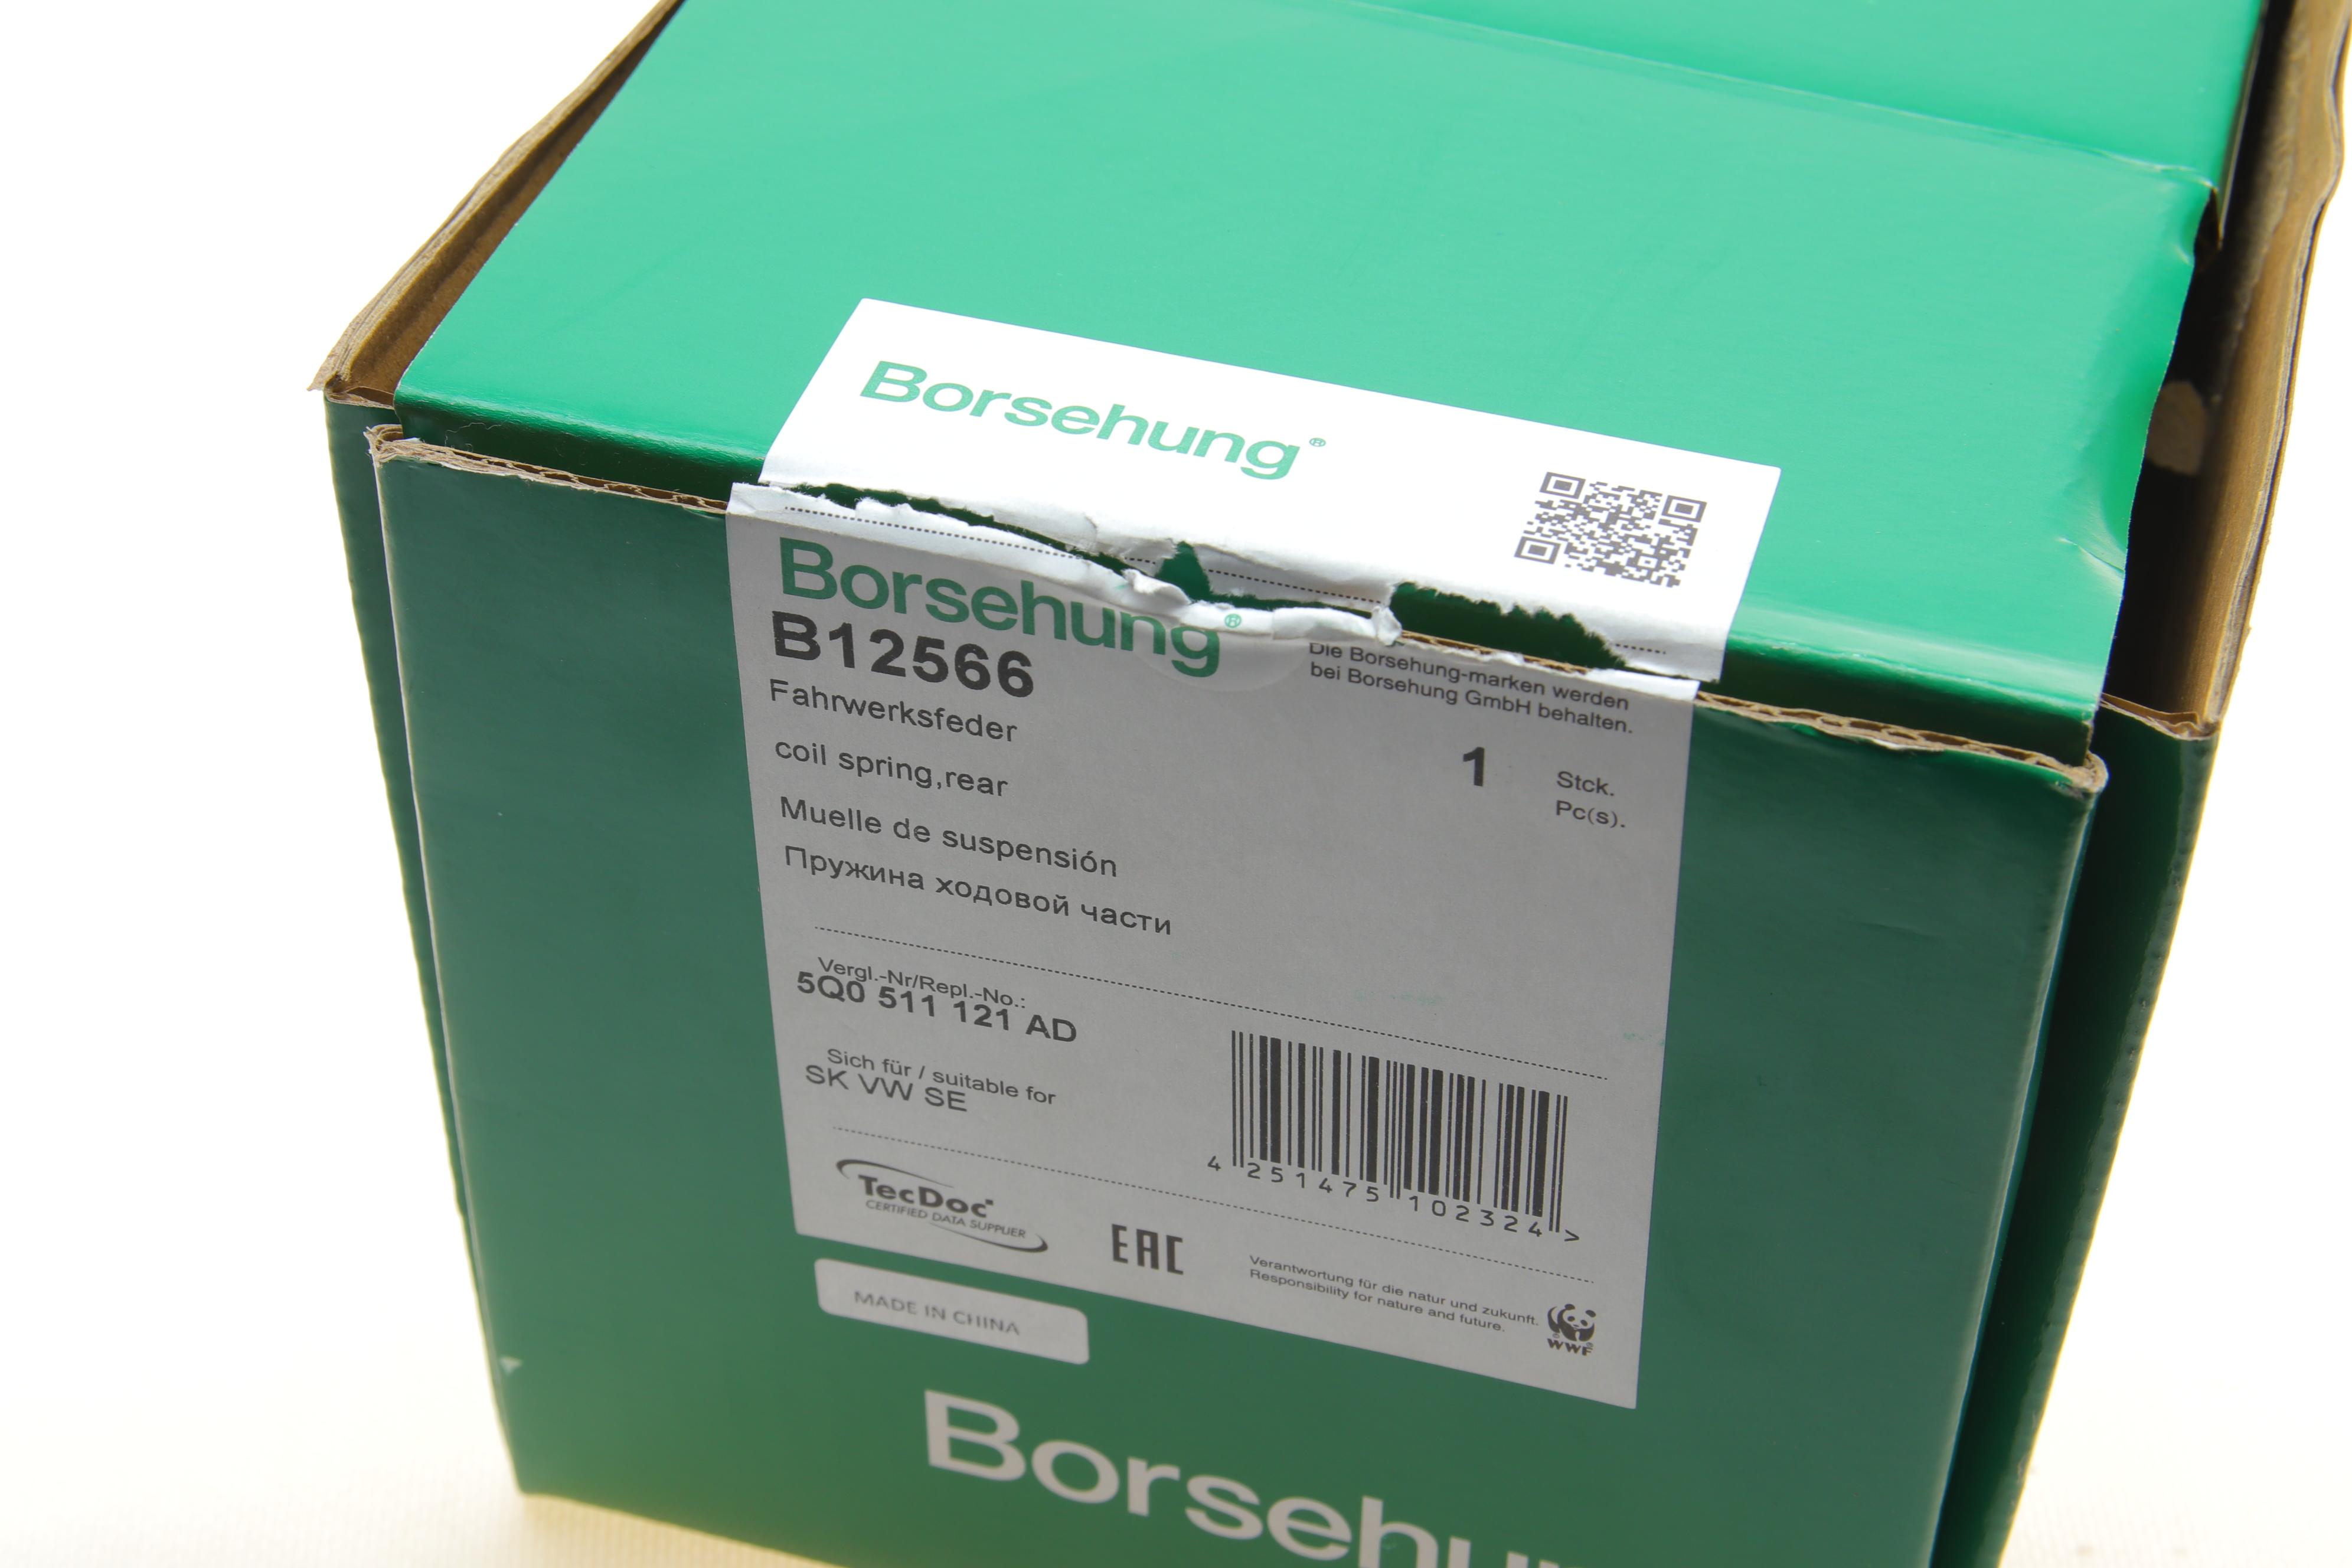 Borsehung®
Borsehung®
B12566
Die Borsehung-marken werden
bei Borsehung GmbH behalten.
Fahrwerksfeder
coil spring,rear
1 Stck.
Pc(s).
Muelle de suspensión
Пружина ходовой части
Vergl.-Nr/Repl.-No.:
5Q0 511 121 AD
Sich für / suitable for
SK VW SE
4 251475 102324 >
TecDoc
CERTIFIED DATA SUPPLIER
EAC
Verantwortung für die natur und zukunft.
Responsibility for nature and future.
WWF
MADE IN CHINA
Borsehu